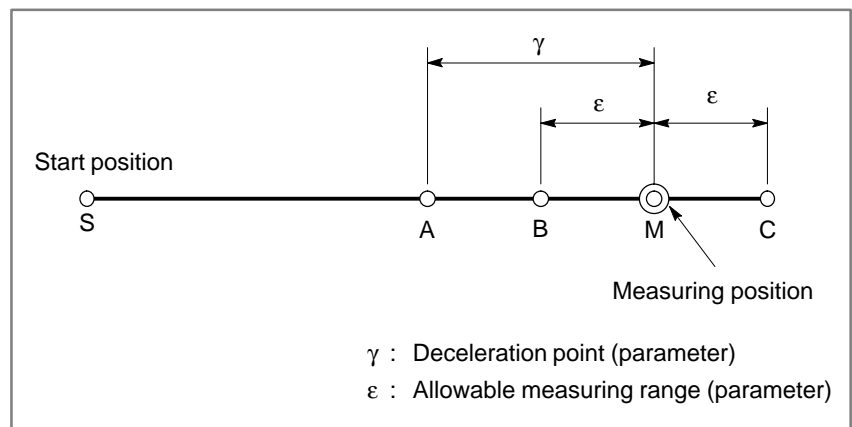 γ
ε ε
Start position
S A B M C
Measuring position
γ : Deceleration point (parameter)
ε : Allowable measuring range (parameter)